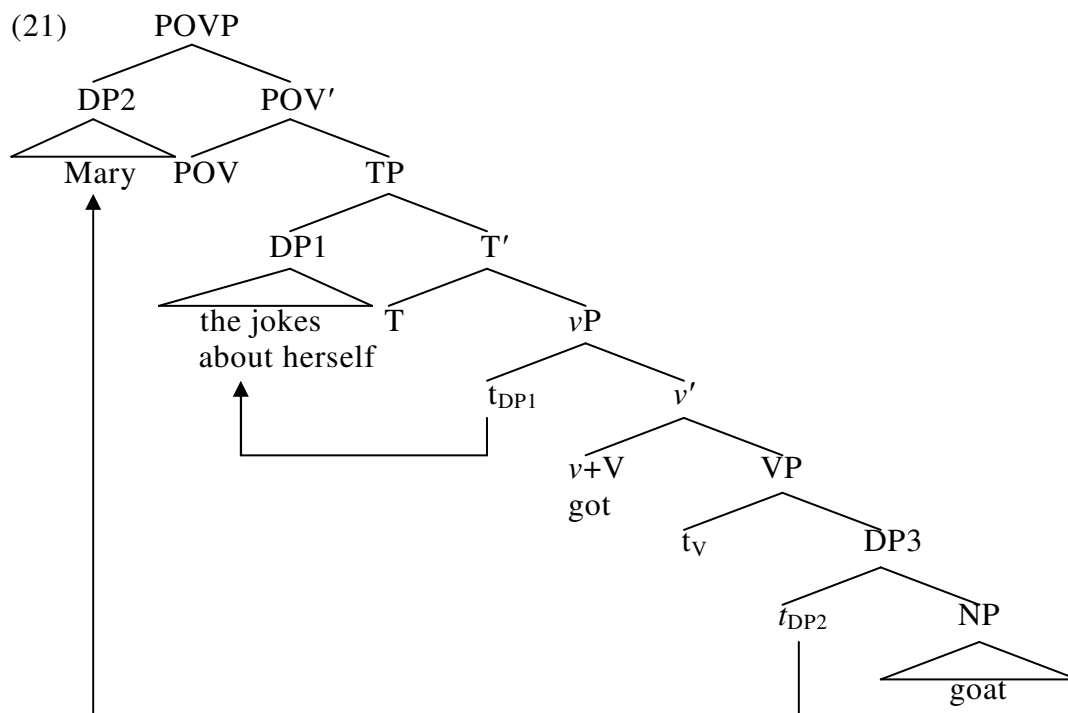 (21) POVP
DP2 POV′
Mary POV TP
DP1 T′
the jokes T vP
about herself
tDP1 v′
v+V VP
got
tV DP3
tDP2 NP
goat